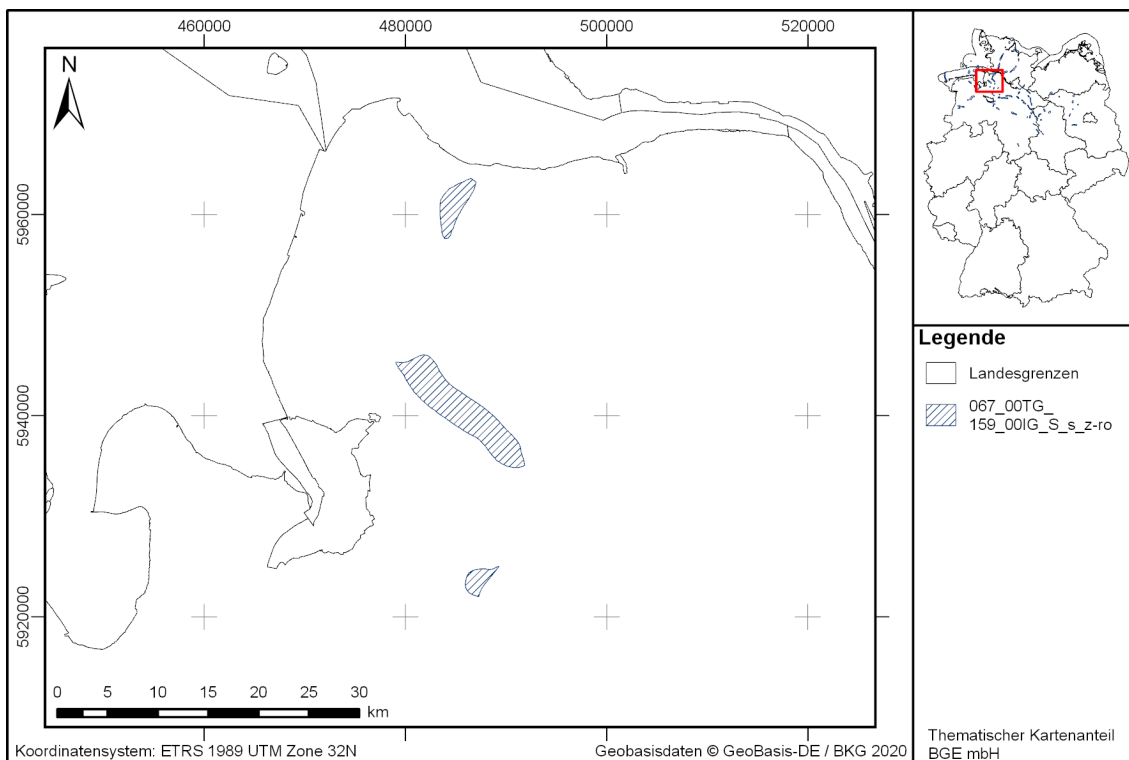 460000 480000 500000 520000
N
5960000
5940000
5920000
0 5 10 15 20 25 30
km
Koordinatensystem: ETRS 1989 UTM Zone 32N
Geobasisdaten © GeoBasis-DE / BKG 2020
Legende
Landesgrenzen
067_00TG_
159_00IG_S_s_z-ro
Thematischer Kartenanteil
BGE mbH